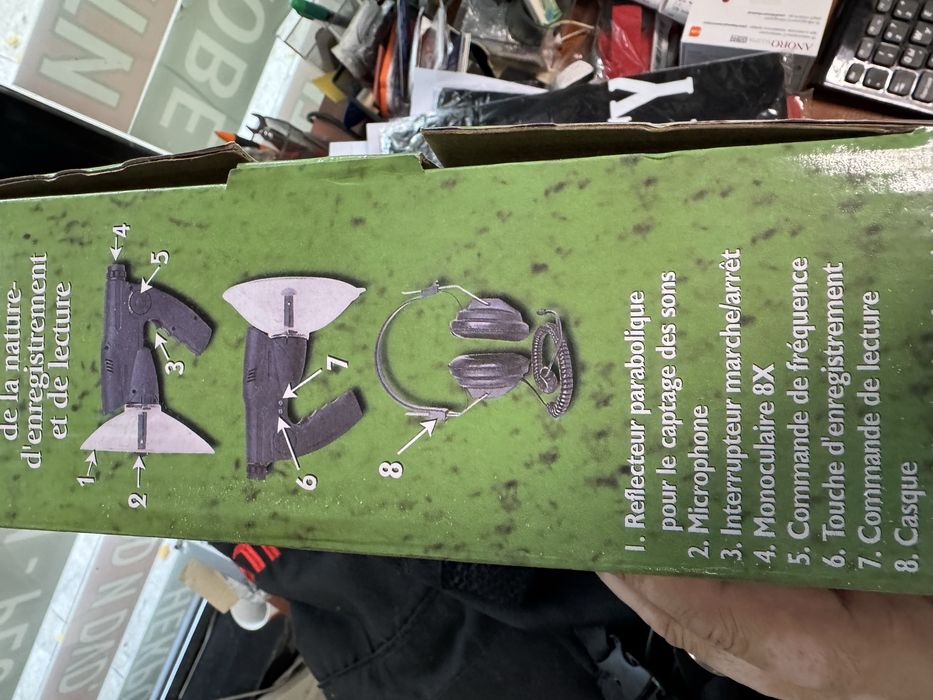 de la nature-
d'enregistrement
et de lecture
1
2
3
4
5
6
7
8
1. Reflecteur parabolique
pour le captage des sons
2. Microphone
3. Interrupteur marche/arrêt
4. Monoculaire 8X
5. Commande de fréquence
6. Touche d'enregistrement
7. Commande de lecture
8. Casque